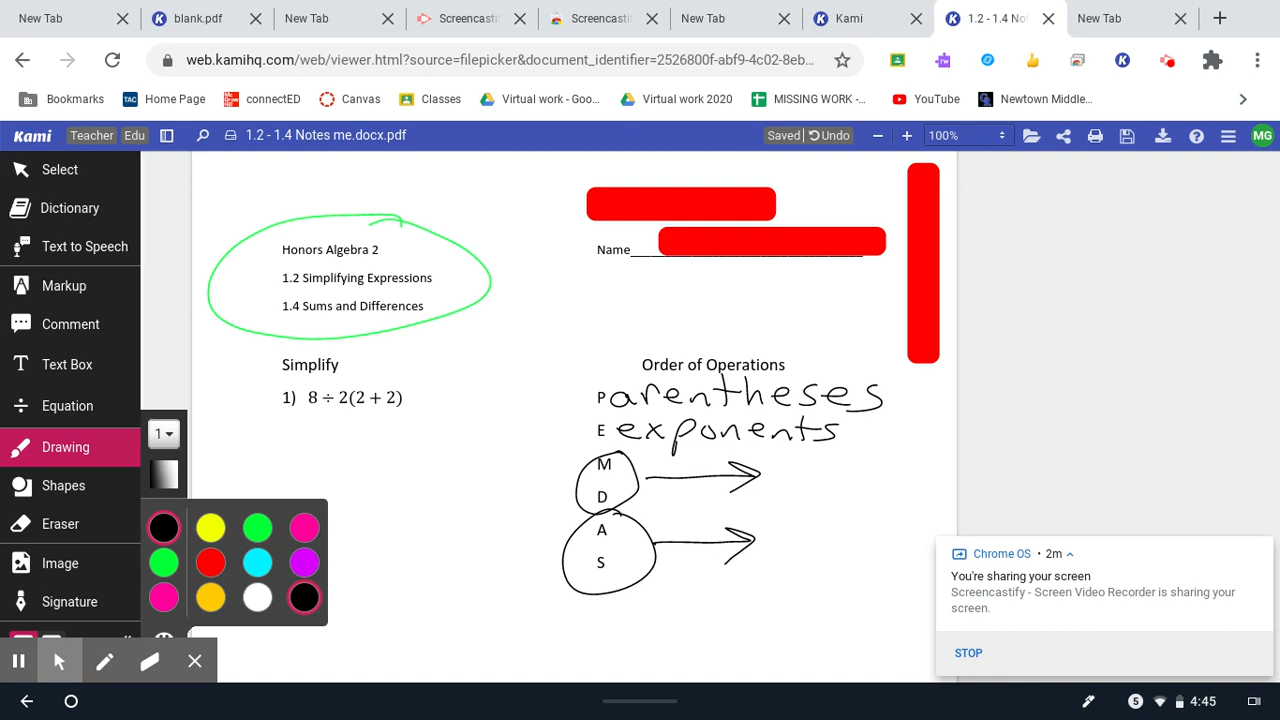 New Tab
blank.pdf
New Tab
Screencasti
Screencasti
New Tab
Kami
1.2 - 1.4 No
New Tab
web.kamihq.com/web/viewer.html?source=filepicker&document_identifier=2526800f-abf9-4c02-8eb...
Bookmarks
Home Page
connectED
Canvas
Classes
Virtual work - Goo...
Virtual work 2020
MISSING WORK -...
YouTube
Newtown Middle...
Kami
Teacher
Edu
1.2 - 1.4 Notes me.docx.pdf
Saved
Undo
100%
MG
Select
Dictionary
Text to Speech
Markup
Comment
Text Box
Equation
Drawing
Shapes
Eraser
Image
Signature
1
Honors Algebra 2
1.2 Simplifying Expressions
1.4 Sums and Differences
Name
Simplify
1) 8 ÷ 2(2 + 2)
Order of Operations
Parentheses
E exponents
M
D
A
S
Chrome OS • 2m
You're sharing your screen
Screencastify - Screen Video Recorder is sharing your
screen.
STOP
5
4:45